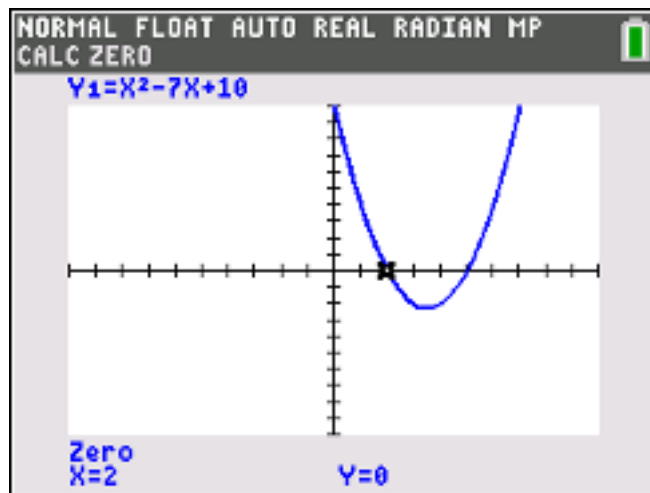 NORMAL FLOAT AUTO REAL RADIAN MP
CALC ZERO
Y₁=X²-7X+10
Zero
X=2 Y=0